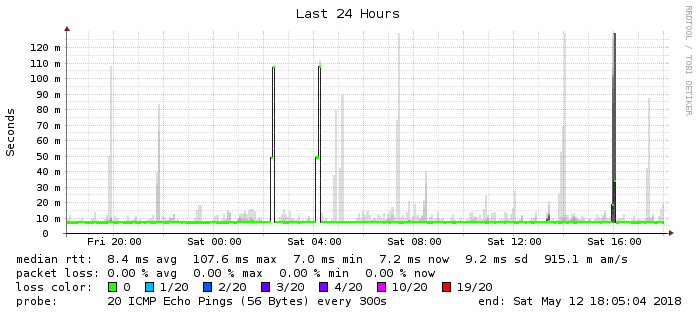 Last 24 Hours
RRDTOOL / TOBI OETIKER
Seconds
120 m
110 m
100 m
90 m
80 m
70 m
60 m
50 m
40 m
30 m
20 m
10 m
0
Fri 20:00 Sat 00:00 Sat 04:00 Sat 08:00 Sat 12:00 Sat 16:00
median rtt: 8.4 ms avg 107.6 ms max 7.0 ms min 7.2 ms now 9.2 ms sd 915.1 m am/s
packet loss: 0.00 % avg 0.00 % max 0.00 % min 0.00 % now
loss color: 0 1/20 2/20 3/20 4/20 10/20 19/20
probe: 20 ICMP Echo Pings (56 Bytes) every 300s end: Sat May 12 18:05:04 2018